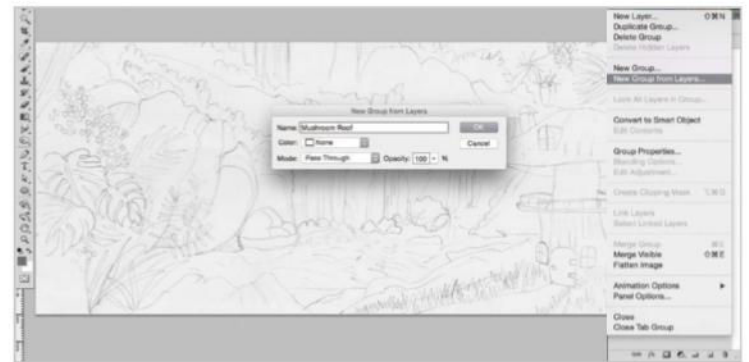 New Layer... ⇧⌘N
Duplicate Group...
Delete Group
Delete Hidden Layers
New Group...
New Group from Layers...
Lock All Layers in Group...
Convert to Smart Object
Edit Contents
Group Properties...
Blending Options...
Edit Adjustment...
Create Clipping Mask ⌥⌘G
Link Layers
Select Linked Layers
Merge Group ⌘E
Merge Visible ⇧⌘E
Flatten Image
Animation Options
Panel Options...
Close
Close Tab Group
New Group from Layers
Name: Mushroom Roof
OK
Color: None
Cancel
Mode: Pass Through Opacity: 100 %